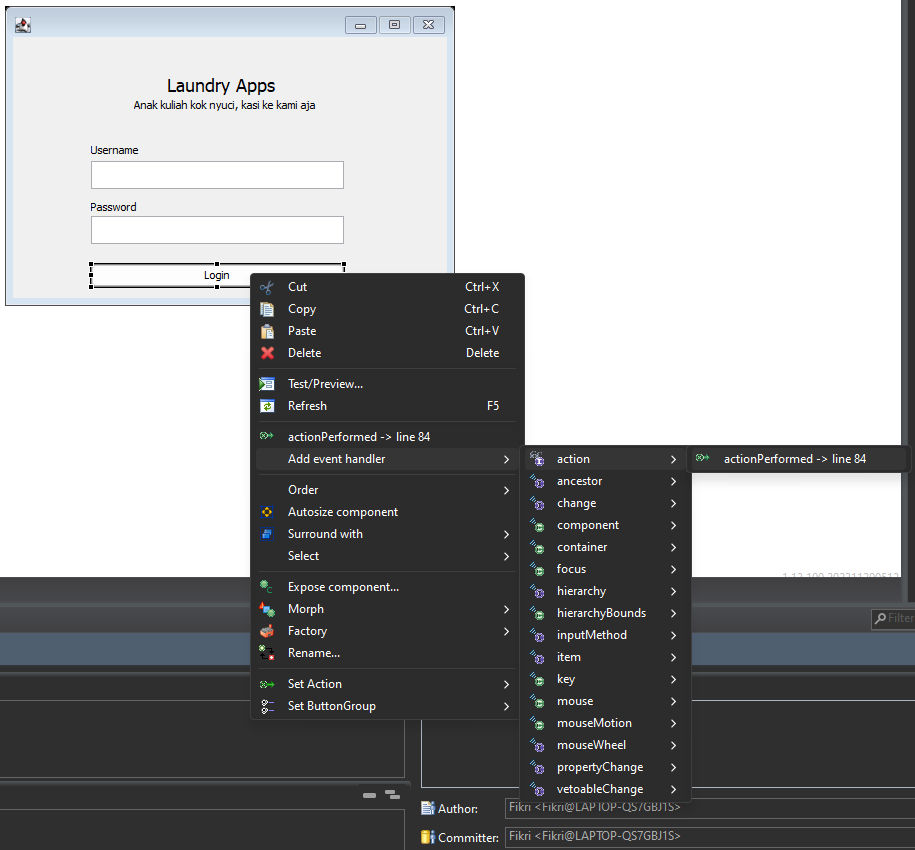 Laundry Apps
Anak kuliah kok nyuci, kasi ke kami aja
Username
Password
Login
Cut Ctrl+X
Copy Ctrl+C
Paste Ctrl+V
Delete Delete
Test/Preview...
Refresh F5
actionPerformed -> line 84
Add event handler
Order
Autosize component
Surround with
Select
Expose component...
Morph
Factory
Rename...
Set Action
Set ButtonGroup
action
ancestor
change
component
container
focus
hierarchy
hierarchyBounds
inputMethod
item
key
mouse
mouseMotion
mouseWheel
propertyChange
vetoableChange
actionPerformed -> line 84
Filter
Author: Fikri <Fikri@LAPTOP-QS7GBJ1S>
Committer: Fikri <Fikri@LAPTOP-QS7GBJ1S>